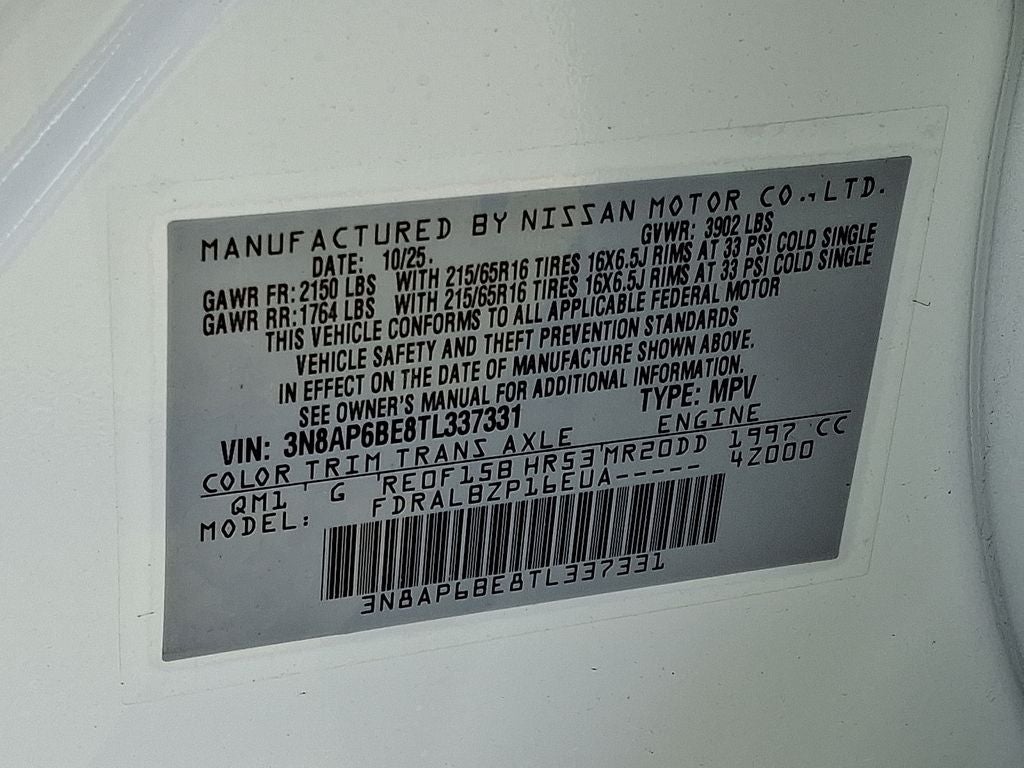 MANUFACTURED BY NISSAN MOTOR CO.,LTD.
DATE: 10/25. GVWR: 3902 LBS
GAWR FR: 2150 LBS WITH 215/65R16 TIRES 16X6.5J RIMS AT 33 PSI COLD SINGLE
GAWR RR: 1764 LBS WITH 215/65R16 TIRES 16X6.5J RIMS AT 33 PSI COLD SINGLE
THIS VEHICLE CONFORMS TO ALL APPLICABLE FEDERAL MOTOR
VEHICLE SAFETY AND THEFT PREVENTION STANDARDS
IN EFFECT ON THE DATE OF MANUFACTURE SHOWN ABOVE.
SEE OWNER'S MANUAL FOR ADDITIONAL INFORMATION.
VIN: 3N8AP6BE8TL337331 TYPE: MPV
COLOR TRIM TRANS AXLE ENGINE
QM1 G RE0F15B HR53 MR20DD 1997 CC
MODEL: FDRALBZP16EUA----- 4Z000
3N8AP6BE8TL337331